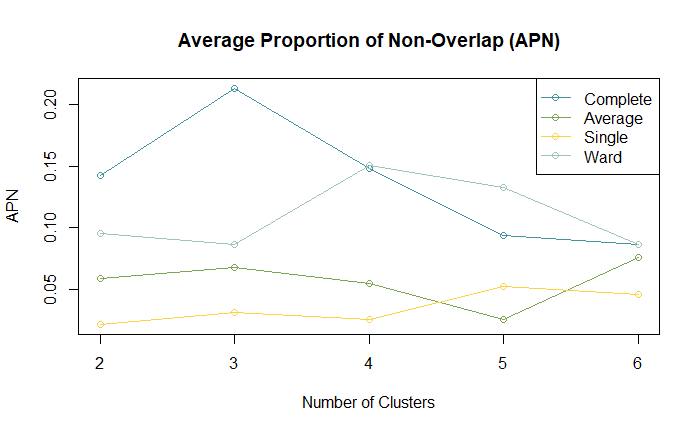 Average Proportion of Non-Overlap (APN)
Complete
Average
Single
Ward
APN
0.20
0.15
0.10
0.05
2 3 4 5 6
Number of Clusters